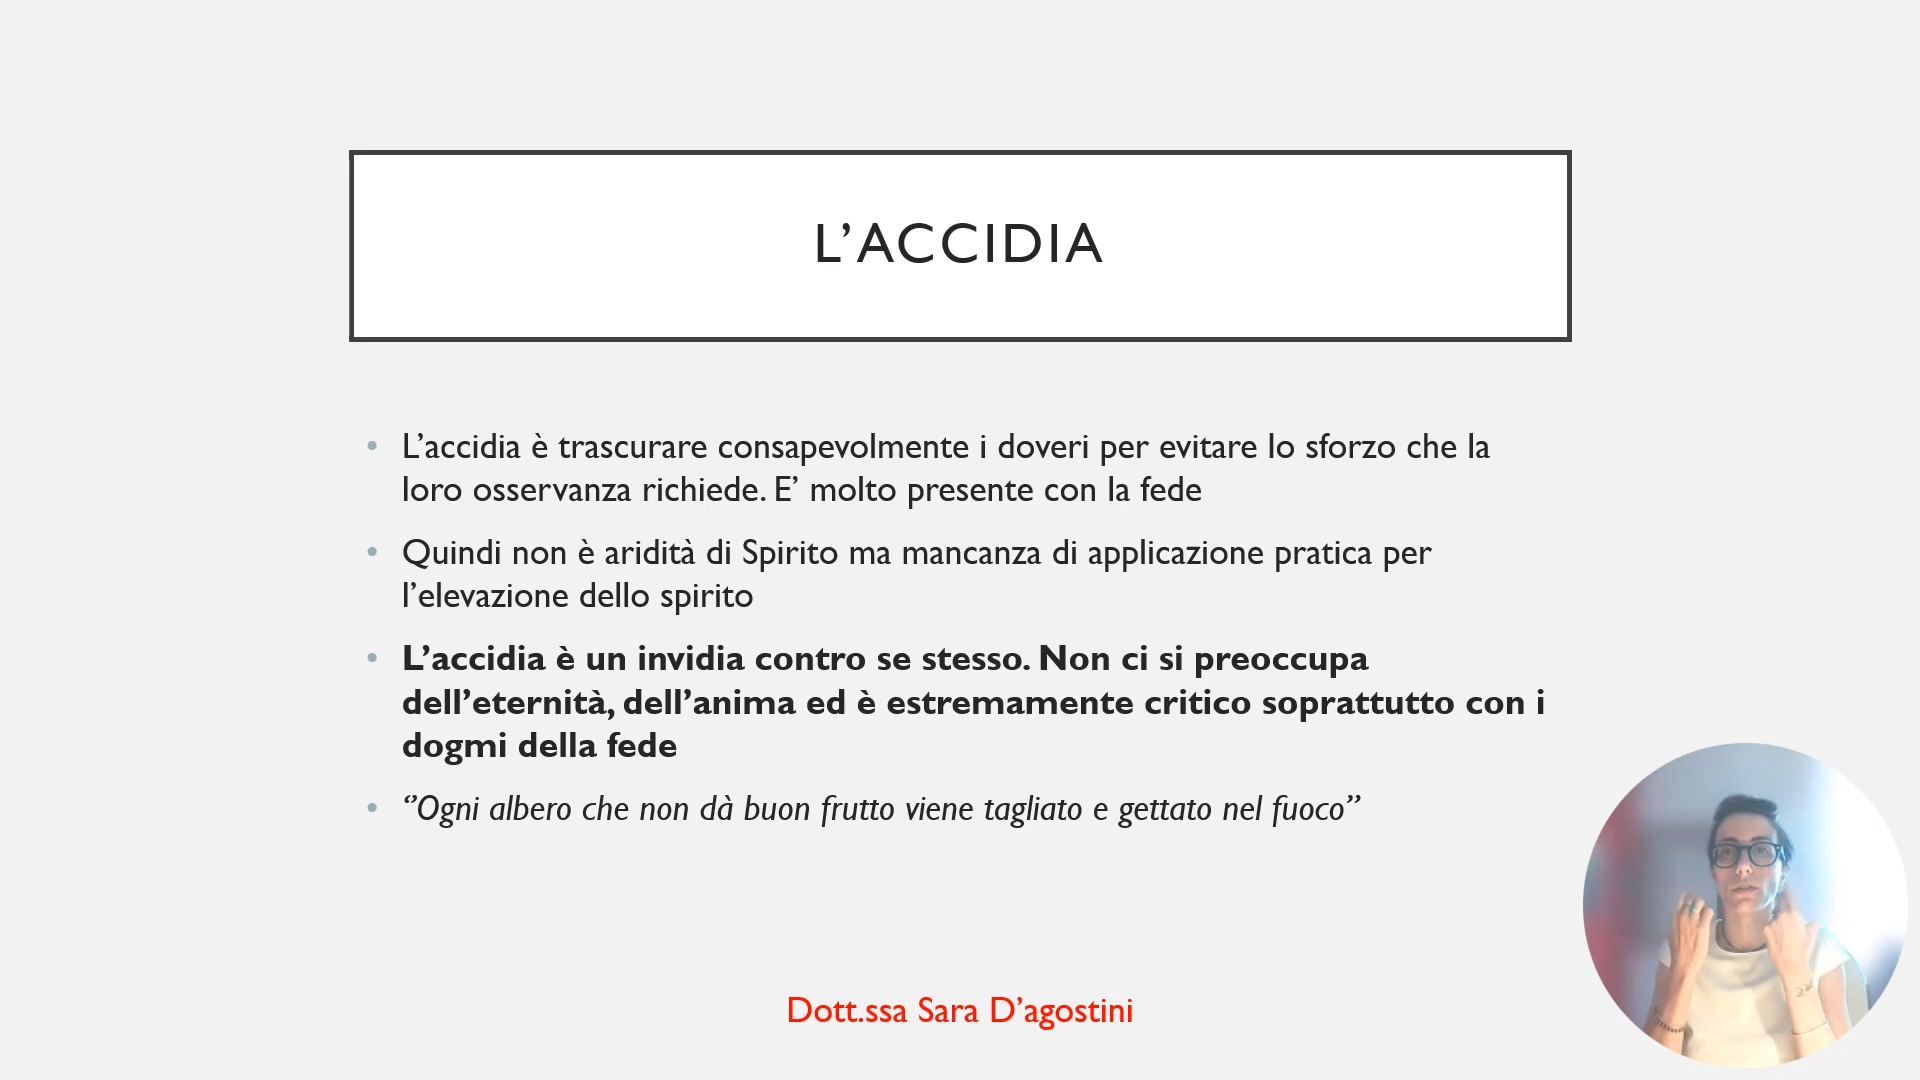 L’ACCIDIA
• L’accidia è trascurare consapevolmente i doveri per evitare lo sforzo che la
loro osservanza richiede. E’ molto presente con la fede
• Quindi non è aridità di Spirito ma mancanza di applicazione pratica per
l’elevazione dello spirito
• L’accidia è un invidia contro se stesso. Non ci si preoccupa
dell’eternità, dell’anima ed è estremamente critico soprattutto con i
dogmi della fede
• ‘’Ogni albero che non dà buon frutto viene tagliato e gettato nel fuoco’’
Dott.ssa Sara D’agostini